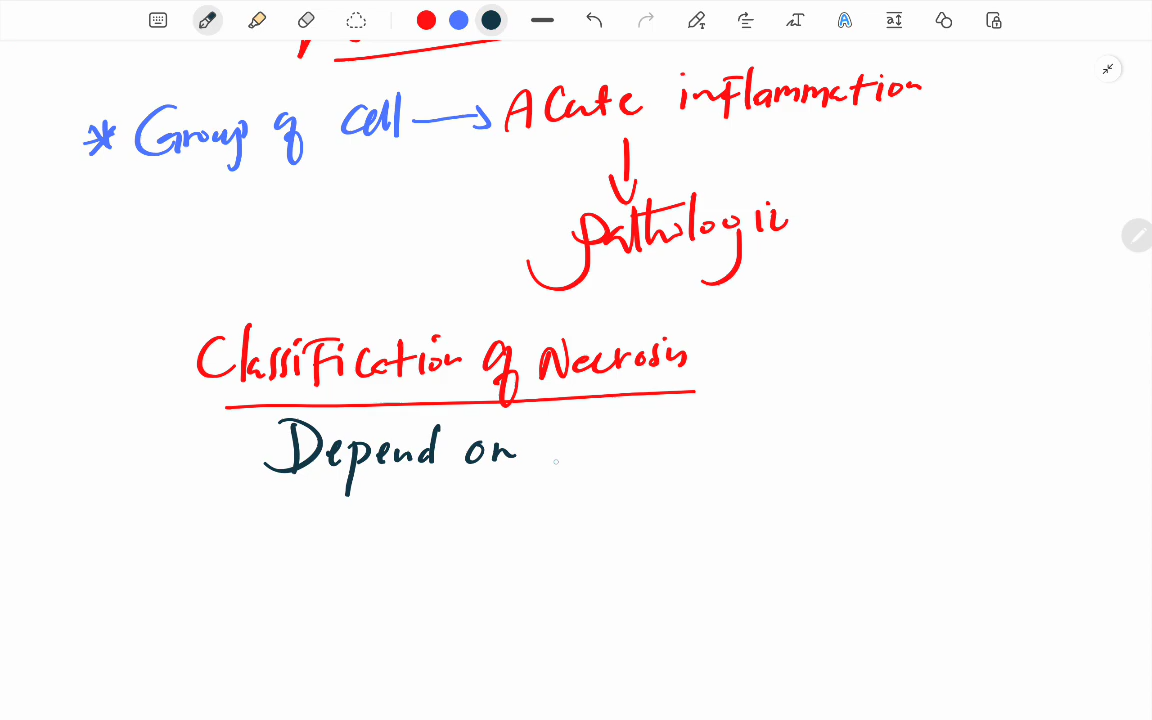 * Group of cell → Acute inflammation
↓
pathologic
Classification of Necrosis
Depend on